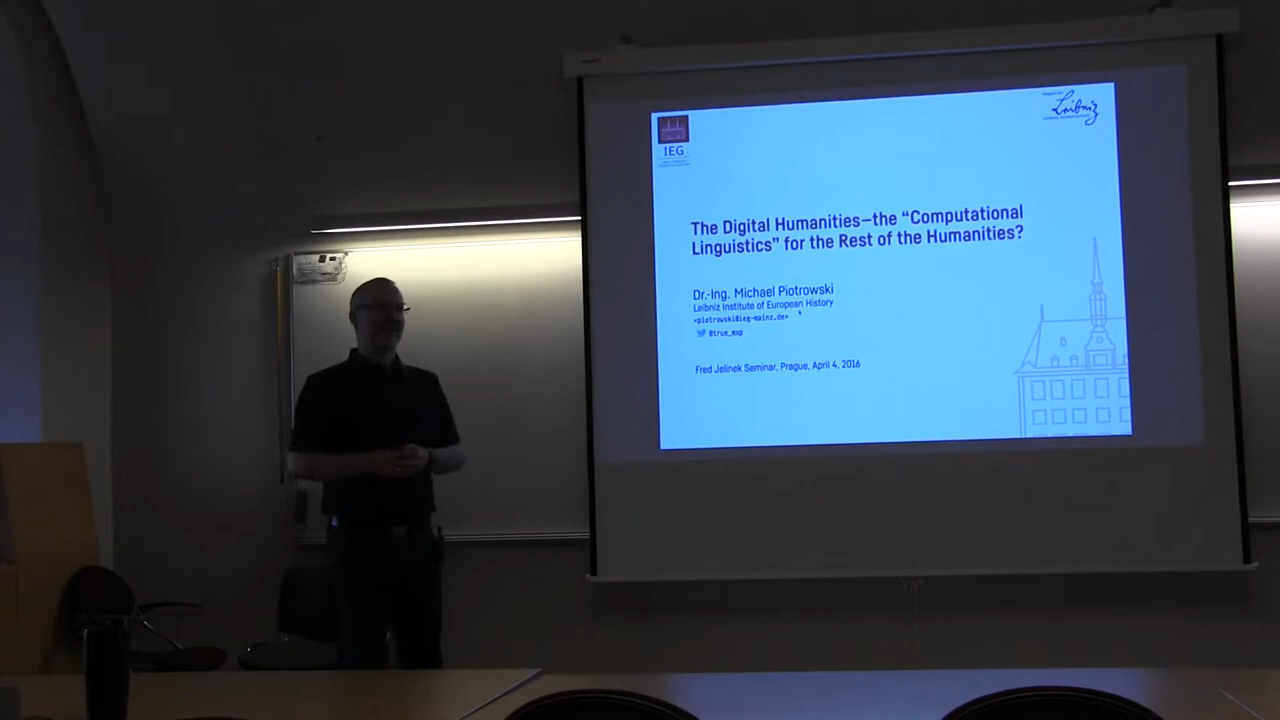 IEG
Leibniz
The Digital Humanities—the “Computational
Linguistics” for the Rest of the Humanities?
Dr.-Ing. Michael Piotrowski
Leibniz Institute of European History
<piotrowski@ieg-mainz.de>
@true_mxp
Fred Jelinek Seminar, Prague, April 4, 2016